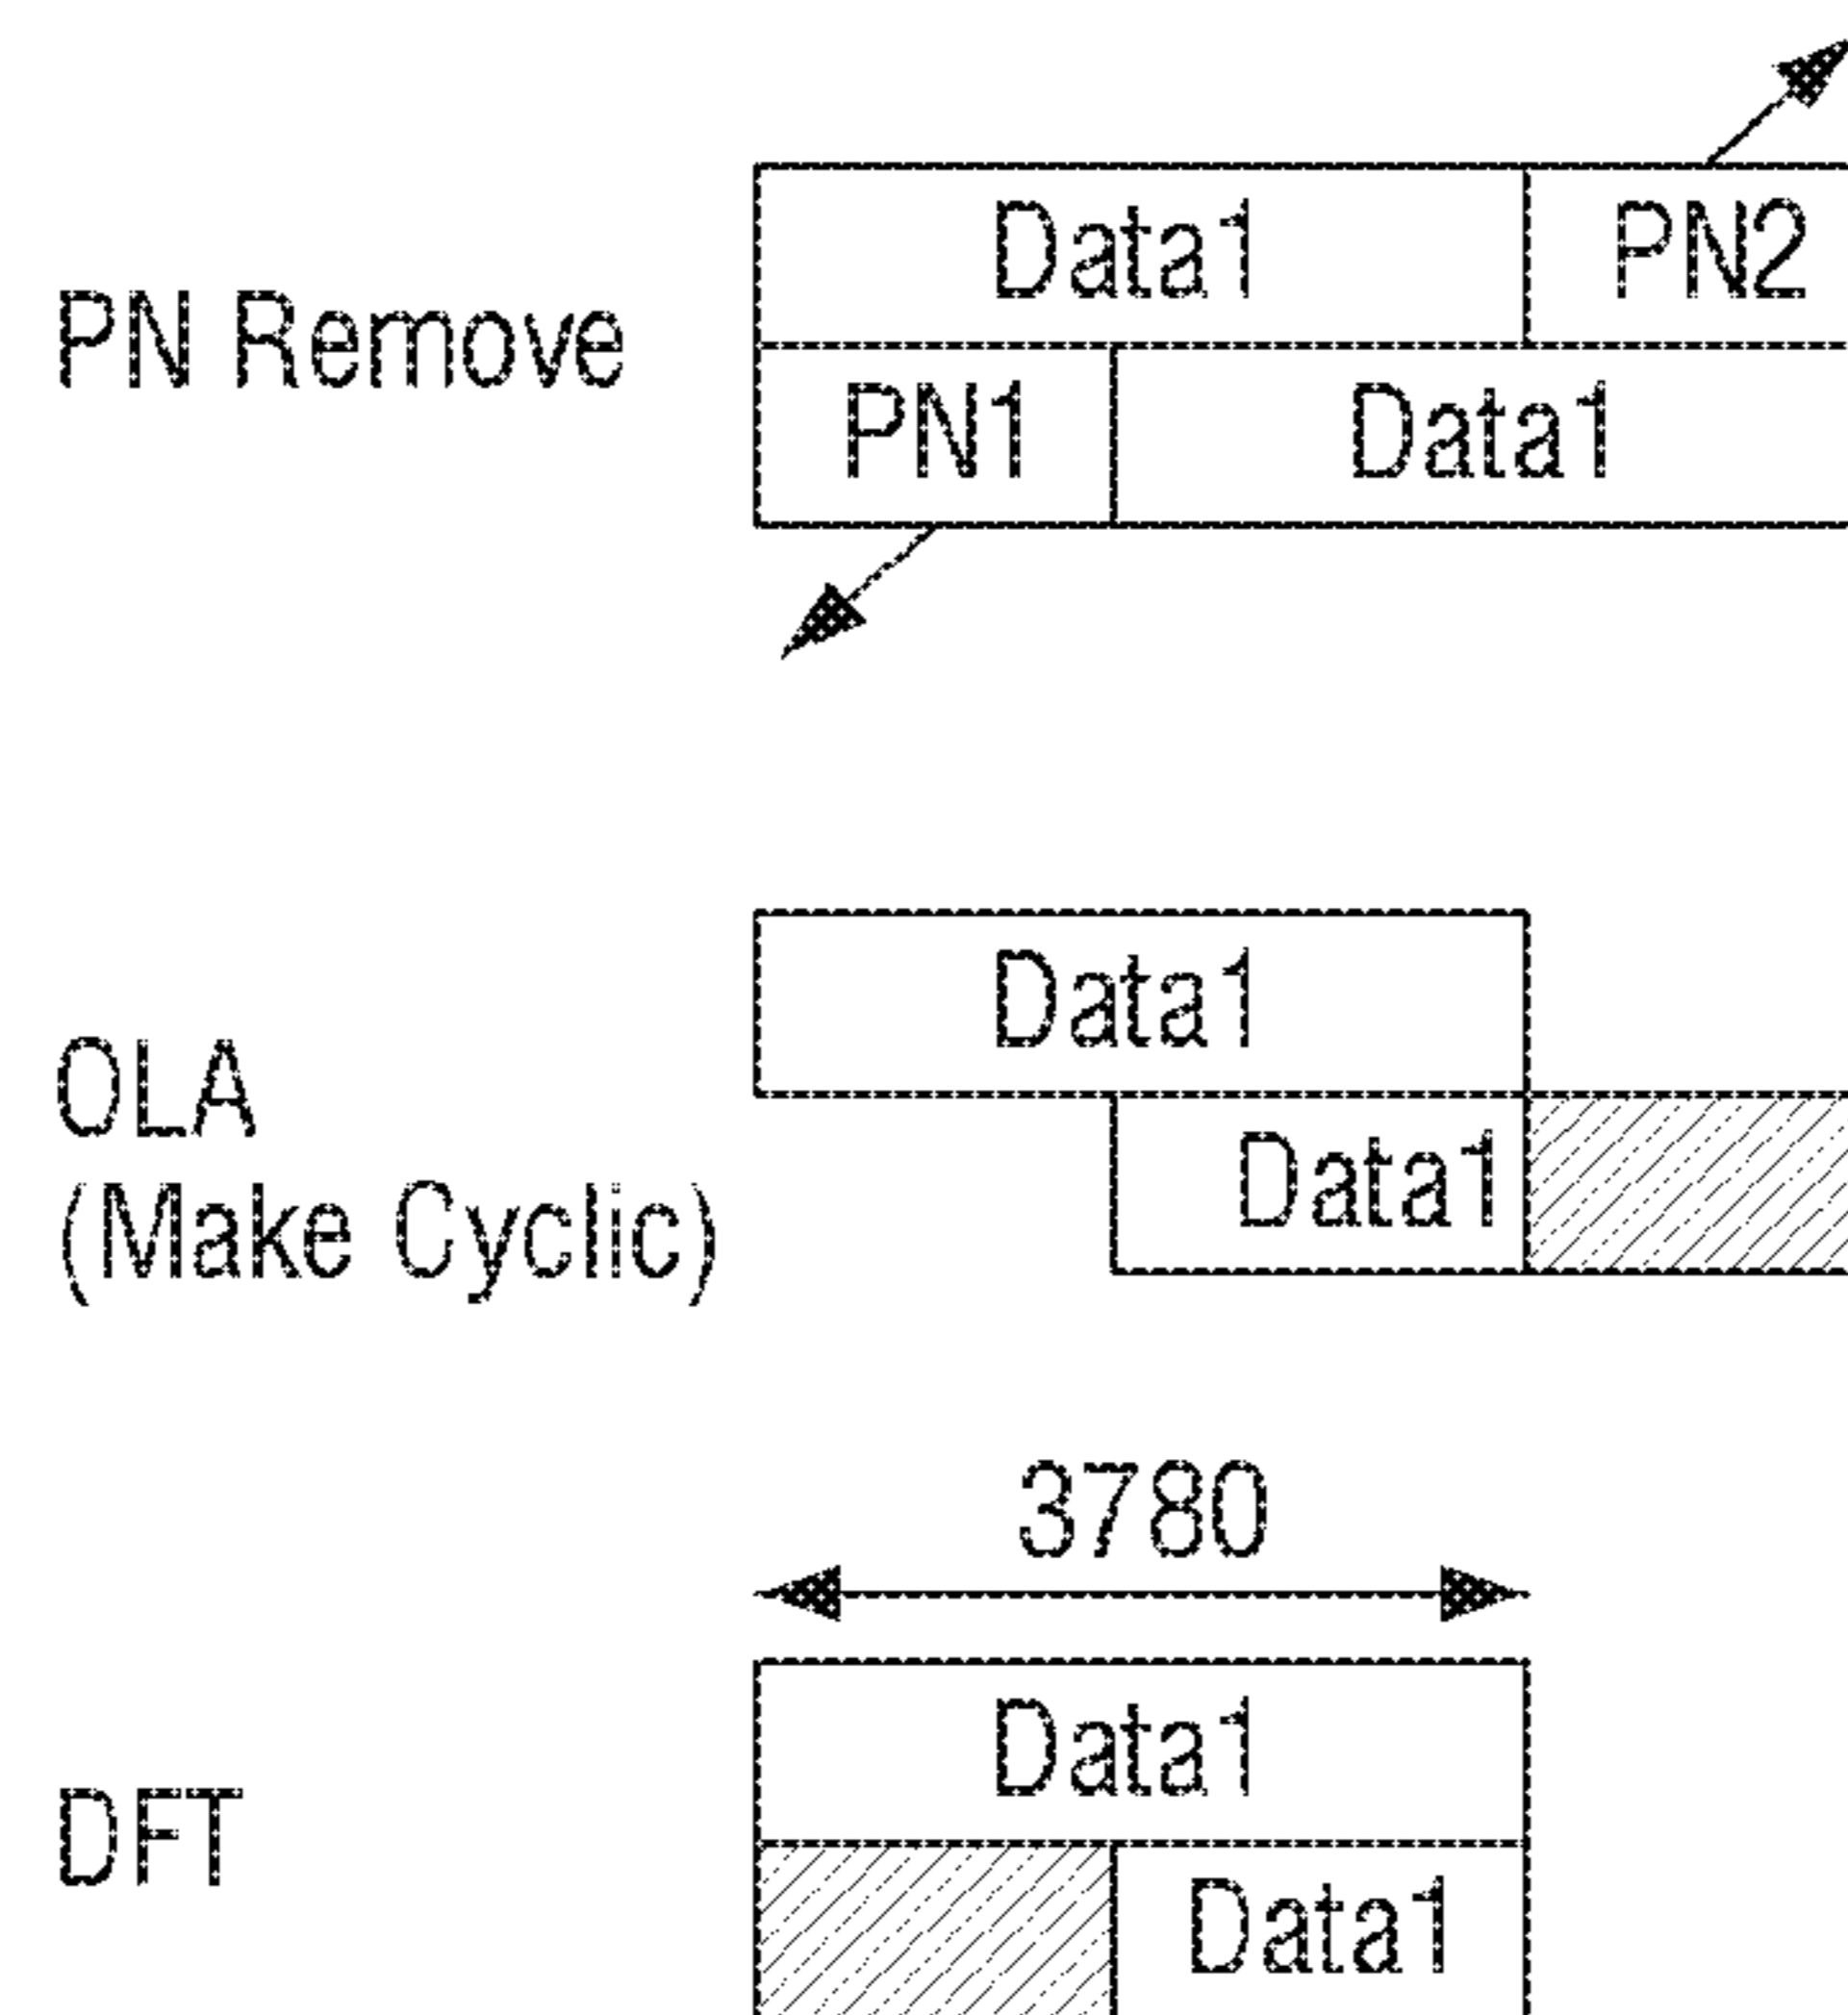 Data1 PN2
PN Remove
PN1 Data1
Data1
OLA
Data1
(Make Cyclic)
3780
Data1
DFT
Data1